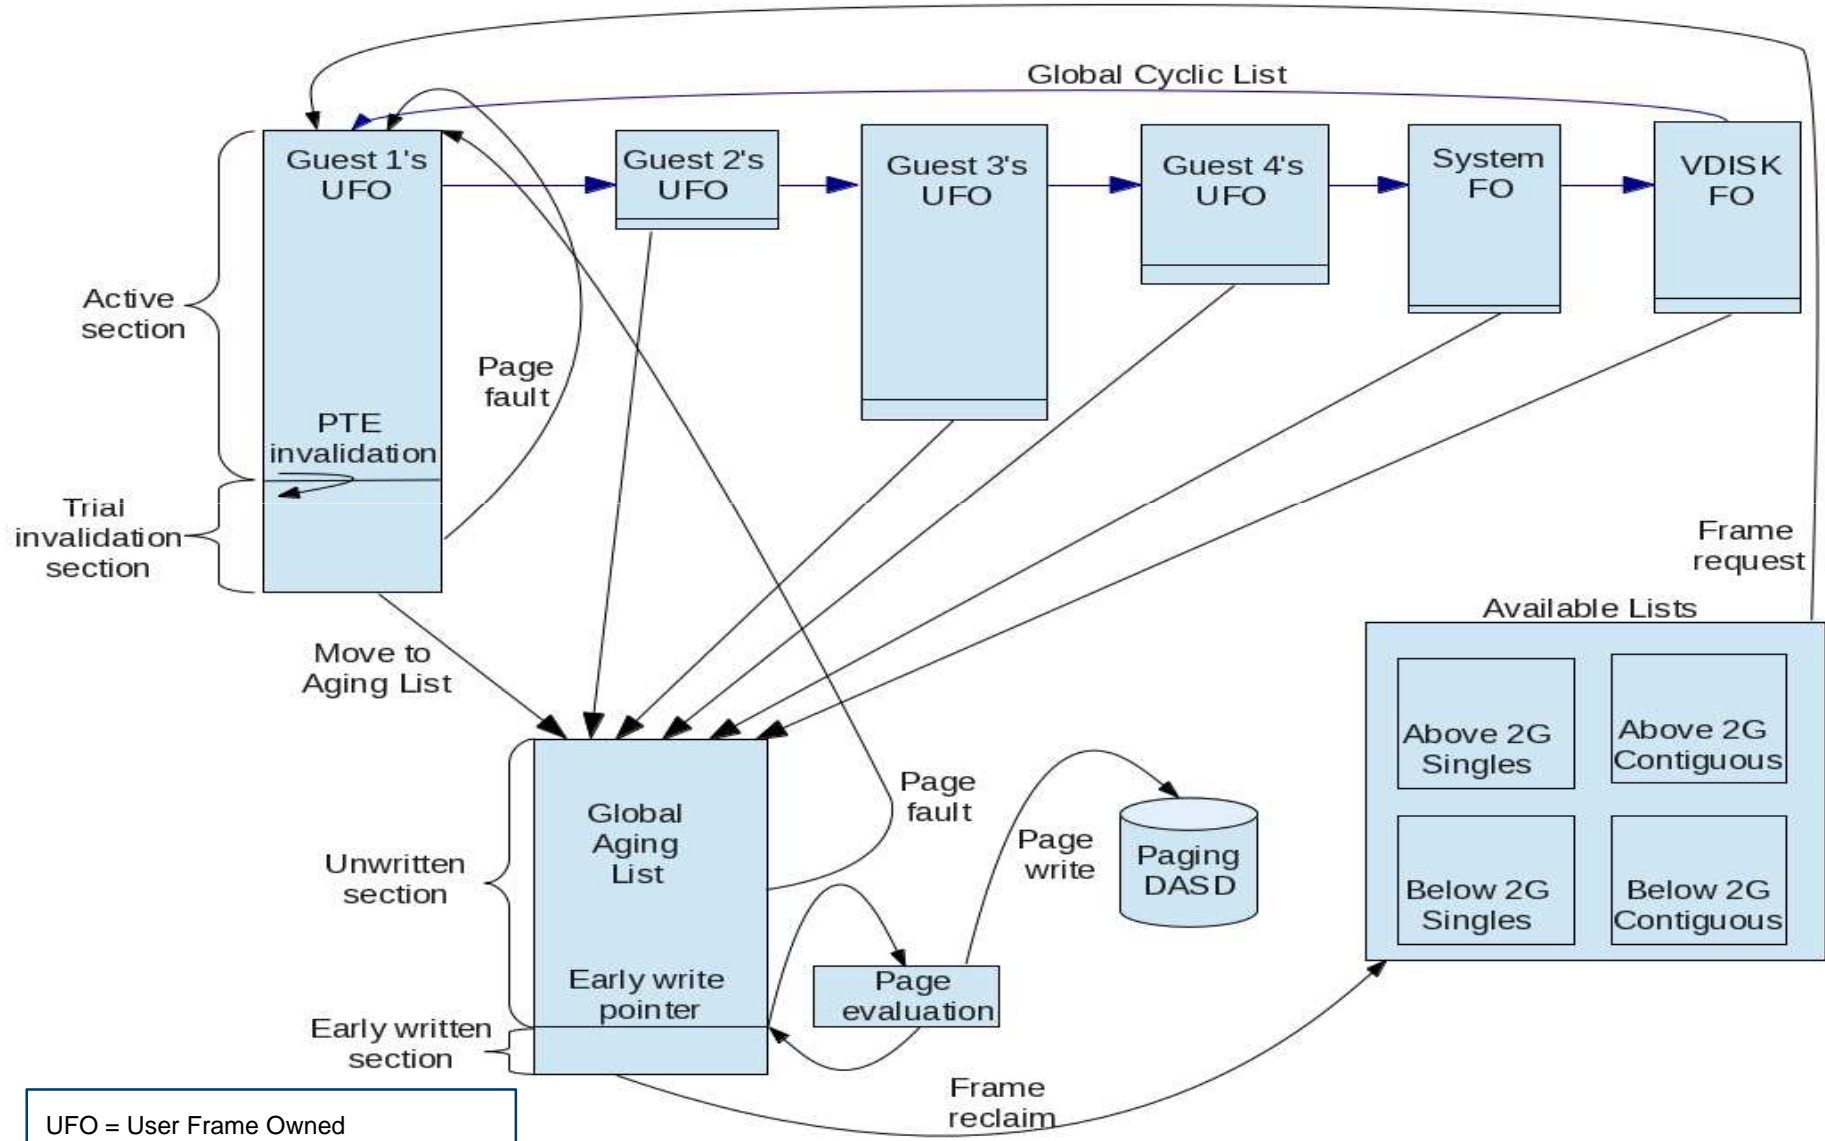 Global Cyclic List
Guest 1's
UFO
Guest 2's
UFO
Guest 3's
UFO
Guest 4's
UFO
System
FO
VDISK
FO
Active
section
Page
fault
PTE
invalidation
Trial
invalidation
section
Frame
request
Move to
Aging List
Available Lists
Above 2G
Singles
Above 2G
Contiguous
Below 2G
Singles
Below 2G
Contiguous
Global
Aging
List
Page
fault
Page
write
Paging
DASD
Unwritten
section
Early write
pointer
Page
evaluation
Early written
section
Frame
reclaim
UFO = User Frame Owned